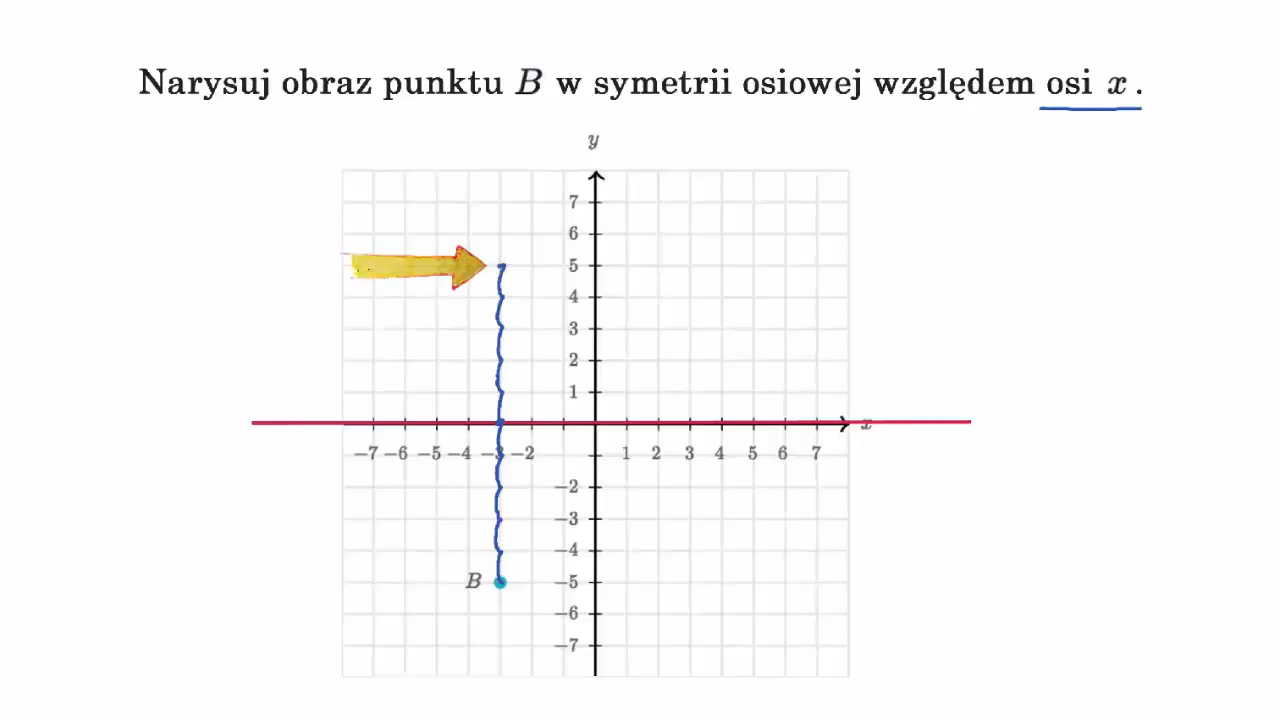 Narysuj obraz punktu B w symetrii osiowej względem osi x .
y
7
6
5
4
3
2
1
x
−7 −6 −5 −4 −3 −2 1 2 3 4 5 6 7
−2
−3
−4
B −5
−6
−7